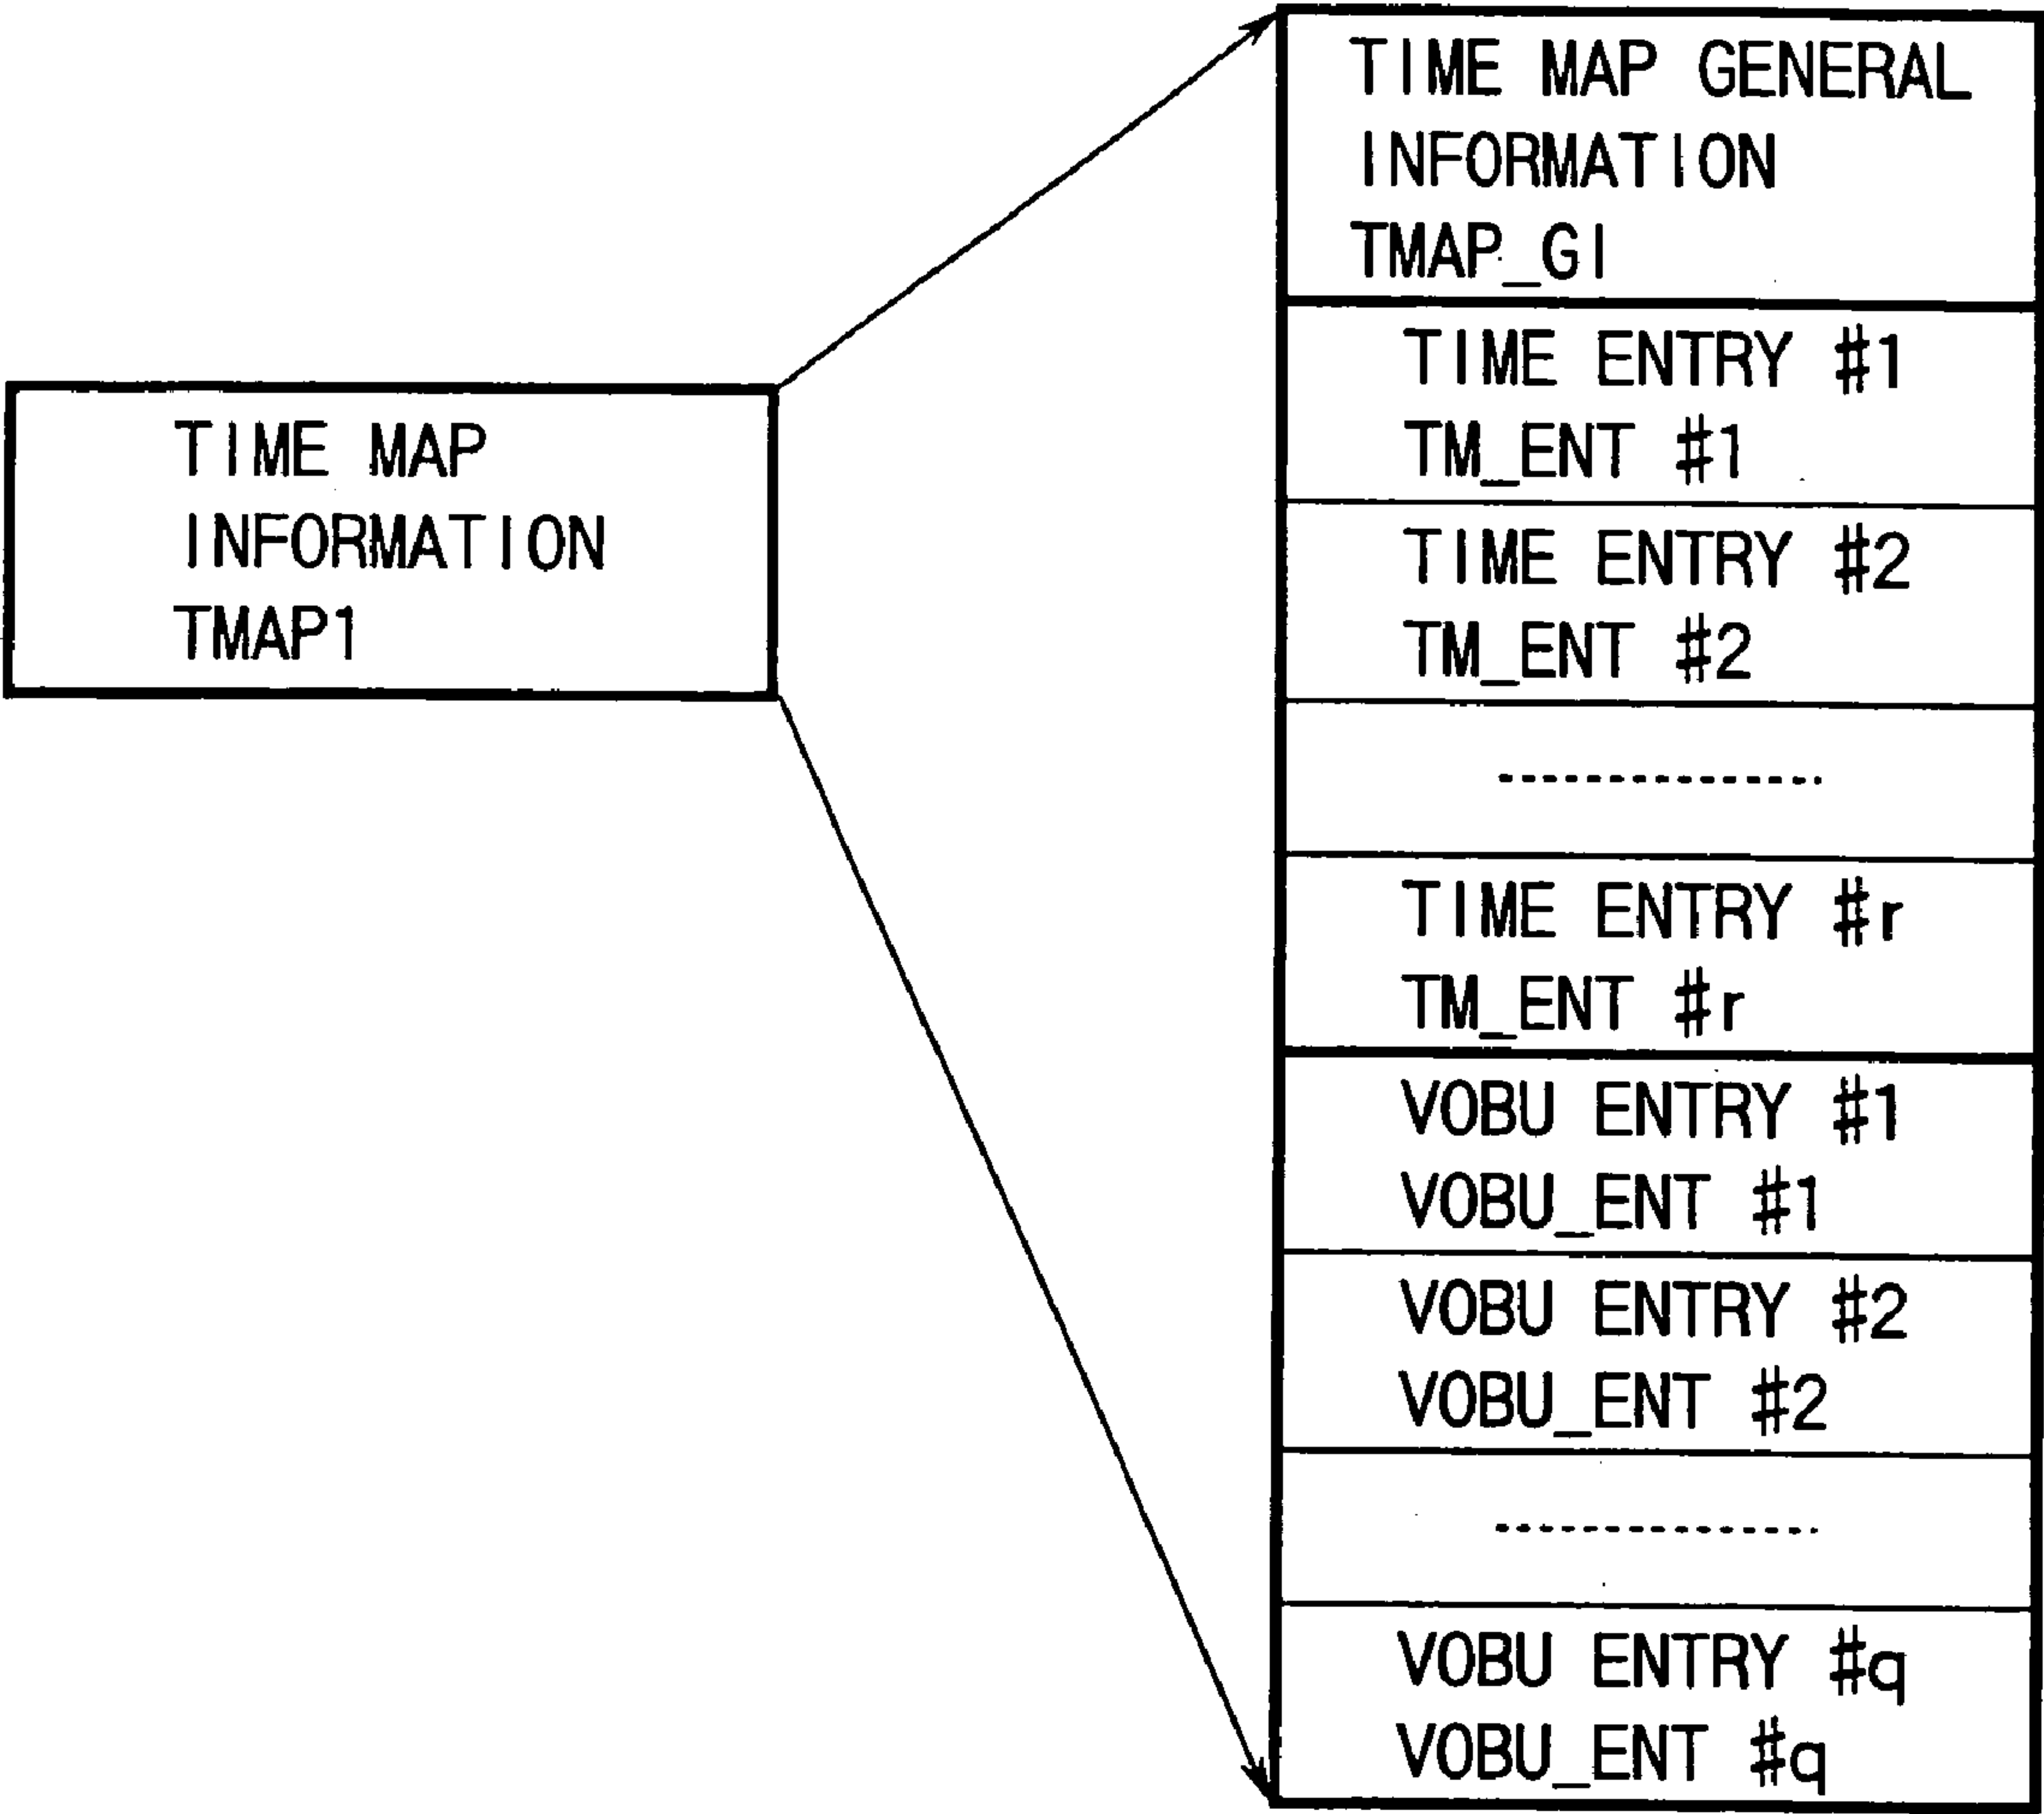 TIME MAP
INFORMATION
TMAP1
TIME MAP GENERAL
INFORMATION
TMAP_GI
TIME ENTRY #1
TM_ENT #1
TIME ENTRY #2
TM_ENT #2
TIME ENTRY #r
TM_ENT #r
VOBU ENTRY #1
VOBU_ENT #1
VOBU ENTRY #2
VOBU_ENT #2
VOBU ENTRY #q
VOBU_ENT #q